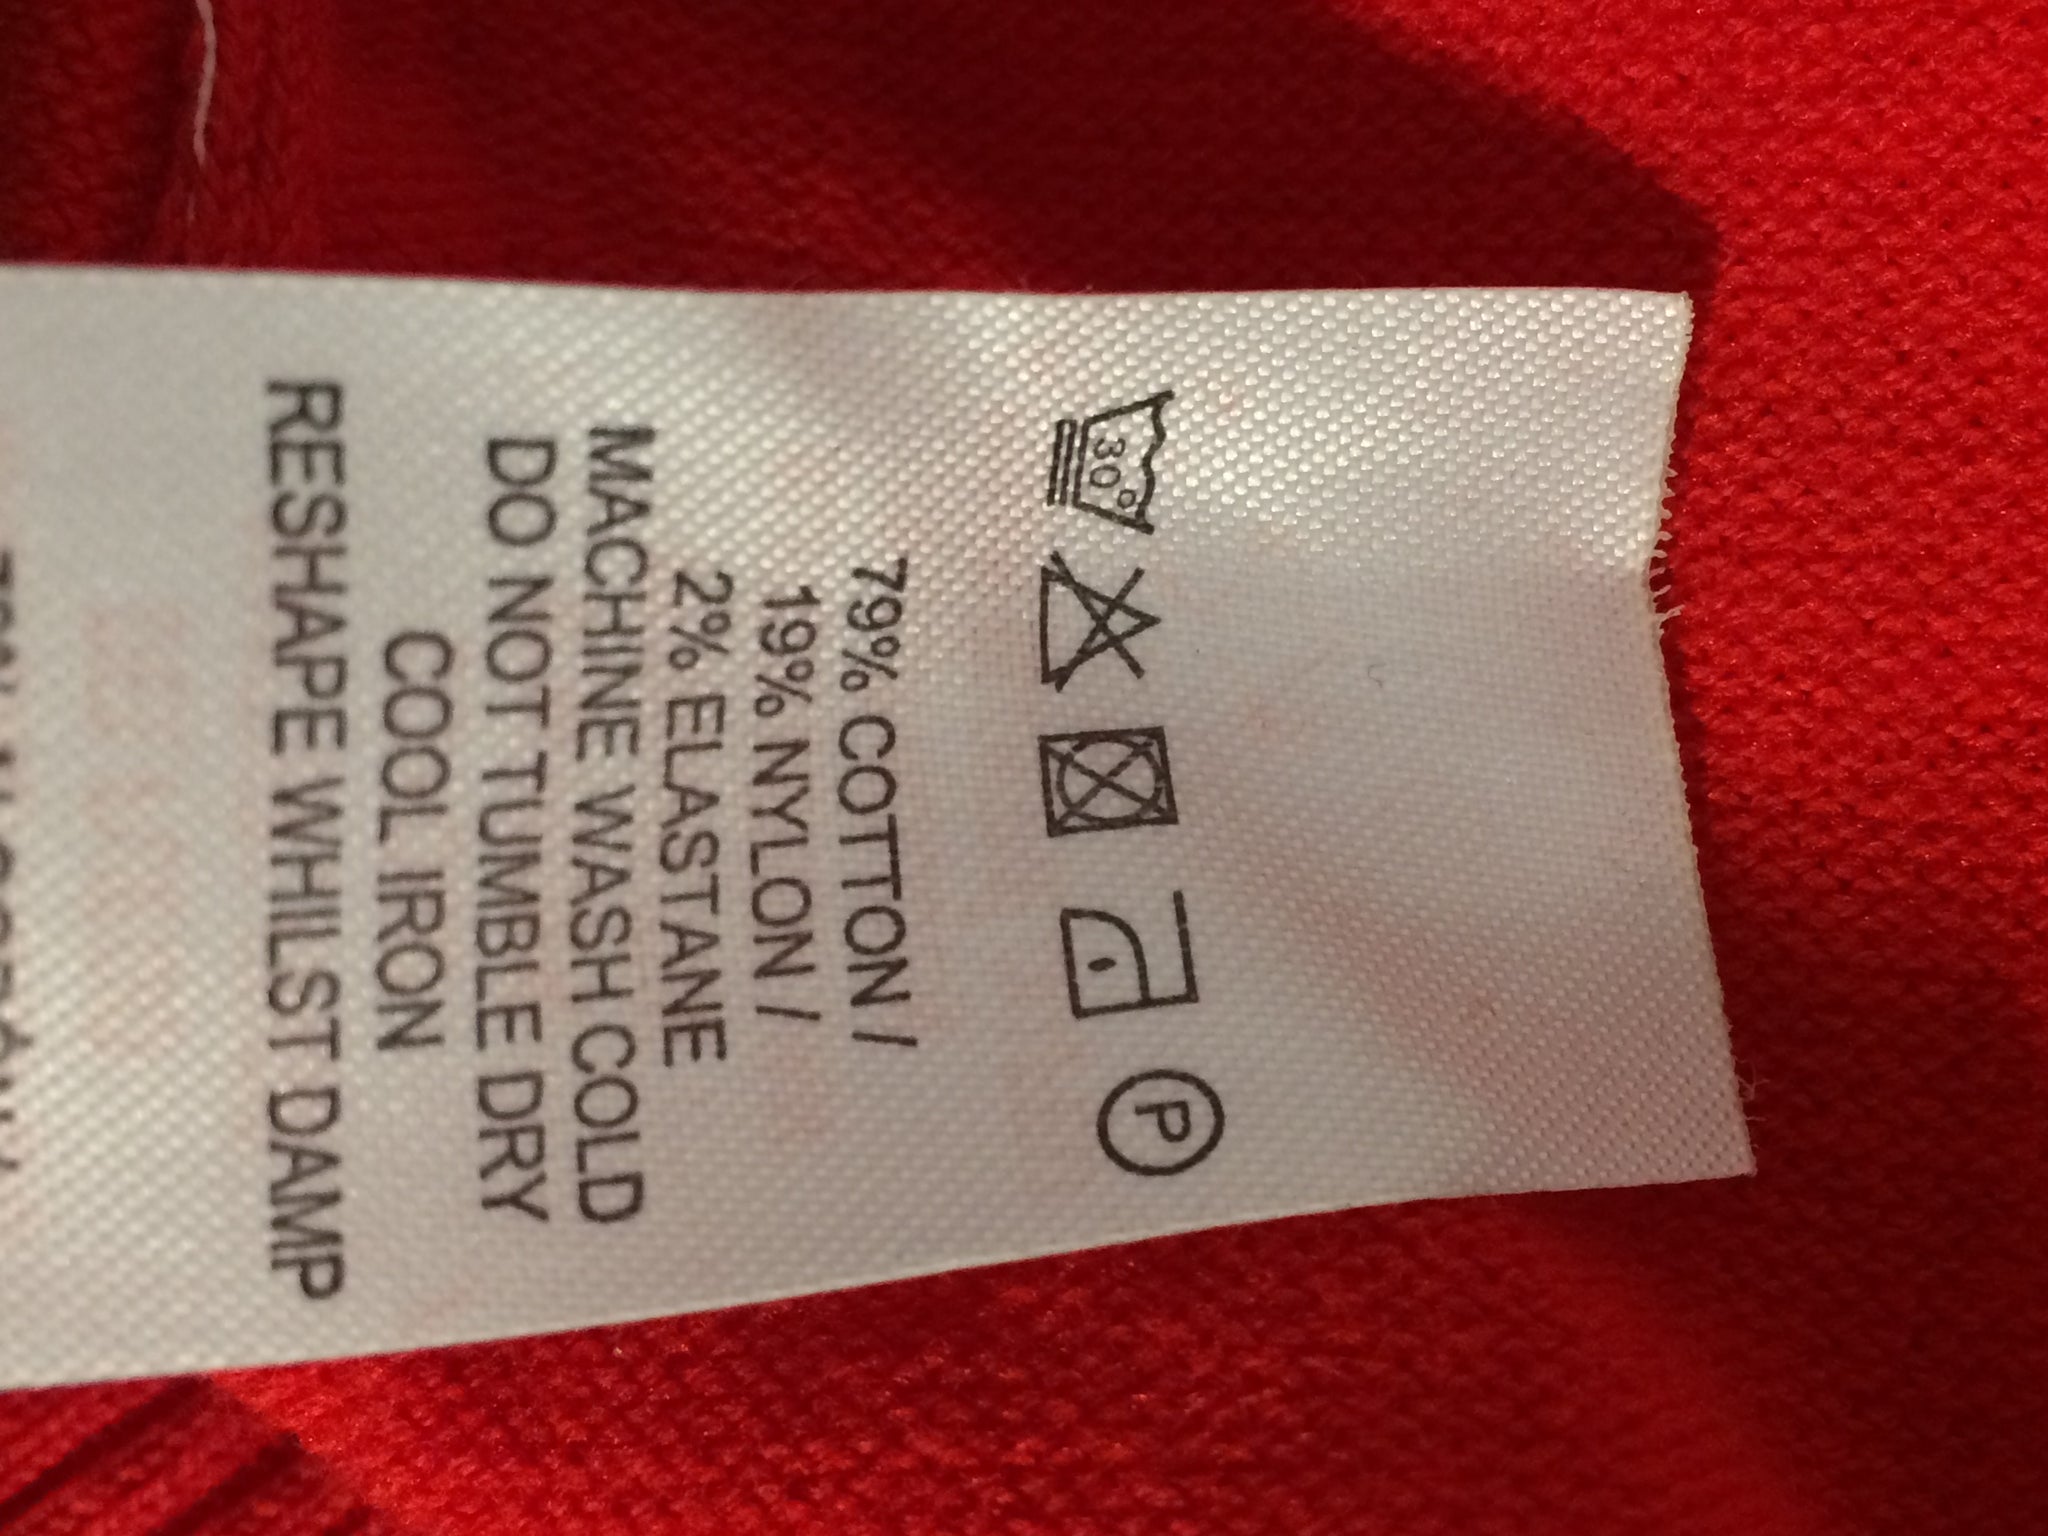 30°
P
79% COTTON /
19% NYLON /
2% ELASTANE
MACHINE WASH COLD
DO NOT TUMBLE DRY
COOL IRON
RESHAPE WHILST DAMP